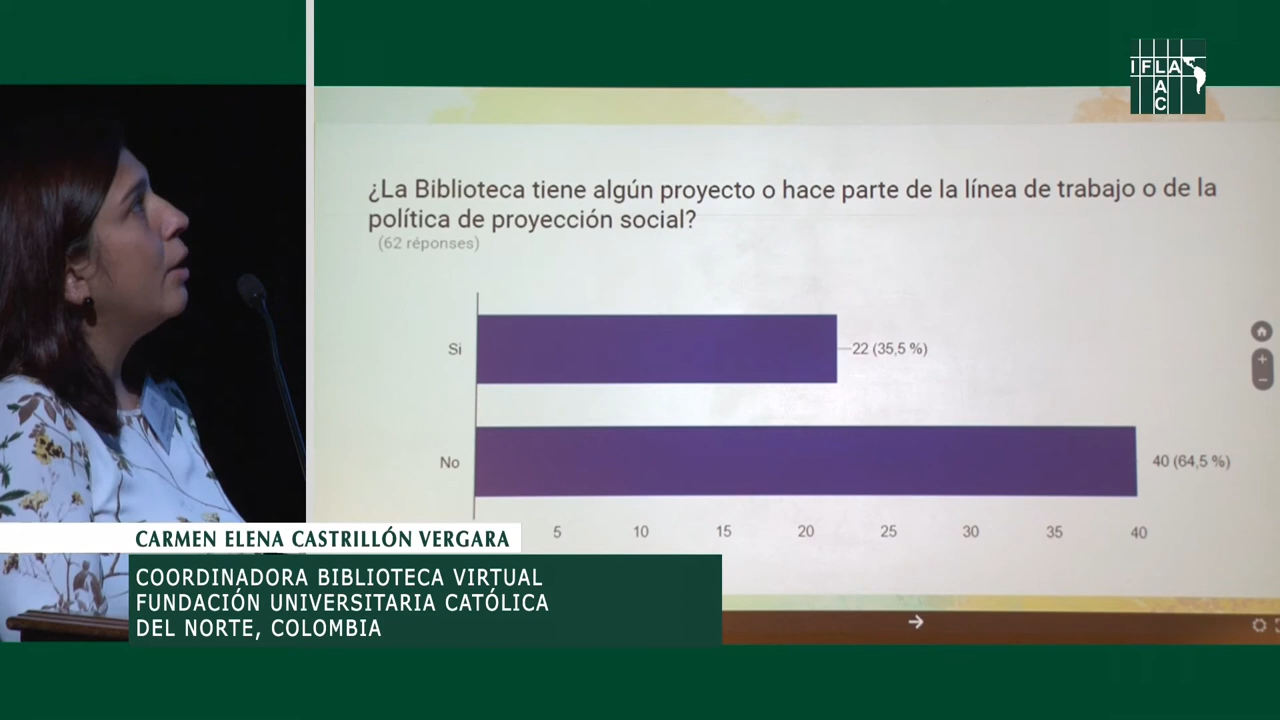 IFLA
LAC
¿La Biblioteca tiene algún proyecto o hace parte de la línea de trabajo o de la
política de proyección social?
(62 réponses)
Si
22 (35,5 %)
No
40 (64,5 %)
5 10 15 20 25 30 35 40
CARMEN ELENA CASTRILLÓN VERGARA
COORDINADORA BIBLIOTECA VIRTUAL
FUNDACIÓN UNIVERSITARIA CATÓLICA
DEL NORTE, COLOMBIA